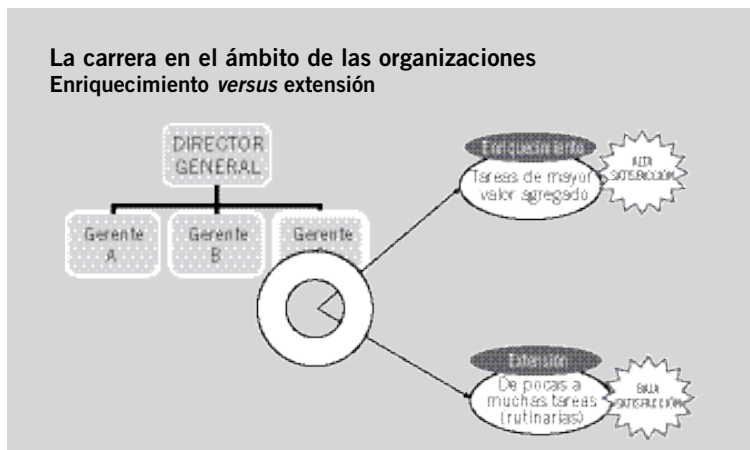 La carrera en el ámbito de las organizaciones
Enriquecimiento versus extensión
DIRECTOR
GENERAL
Gerente
A
Gerente
B
Gerente
Enriquecimiento
Tareas de mayor
valor agregado
ALTA
SATISFACCIÓN
Extensión
De pocas a
muchas tareas
(rutinarias)
BAJA
SATISFACCIÓN